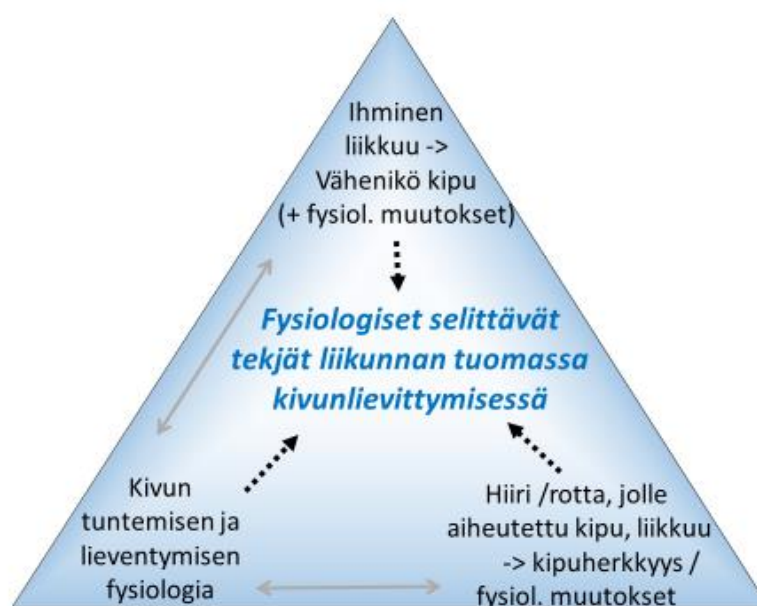 Ihminen
liikkuu ->
Vähenikö kipu
(+ fysiol. muutokset)
Fysiologiset selittävät
tekjät liikunnan tuomassa
kivunlievittymisessä
Kivun
tuntemisen ja
lieventymisen
fysiologia
Hiiri /rotta, jolle
aiheutettu kipu, liikkuu
-> kipuherkkyys /
fysiol. muutokset